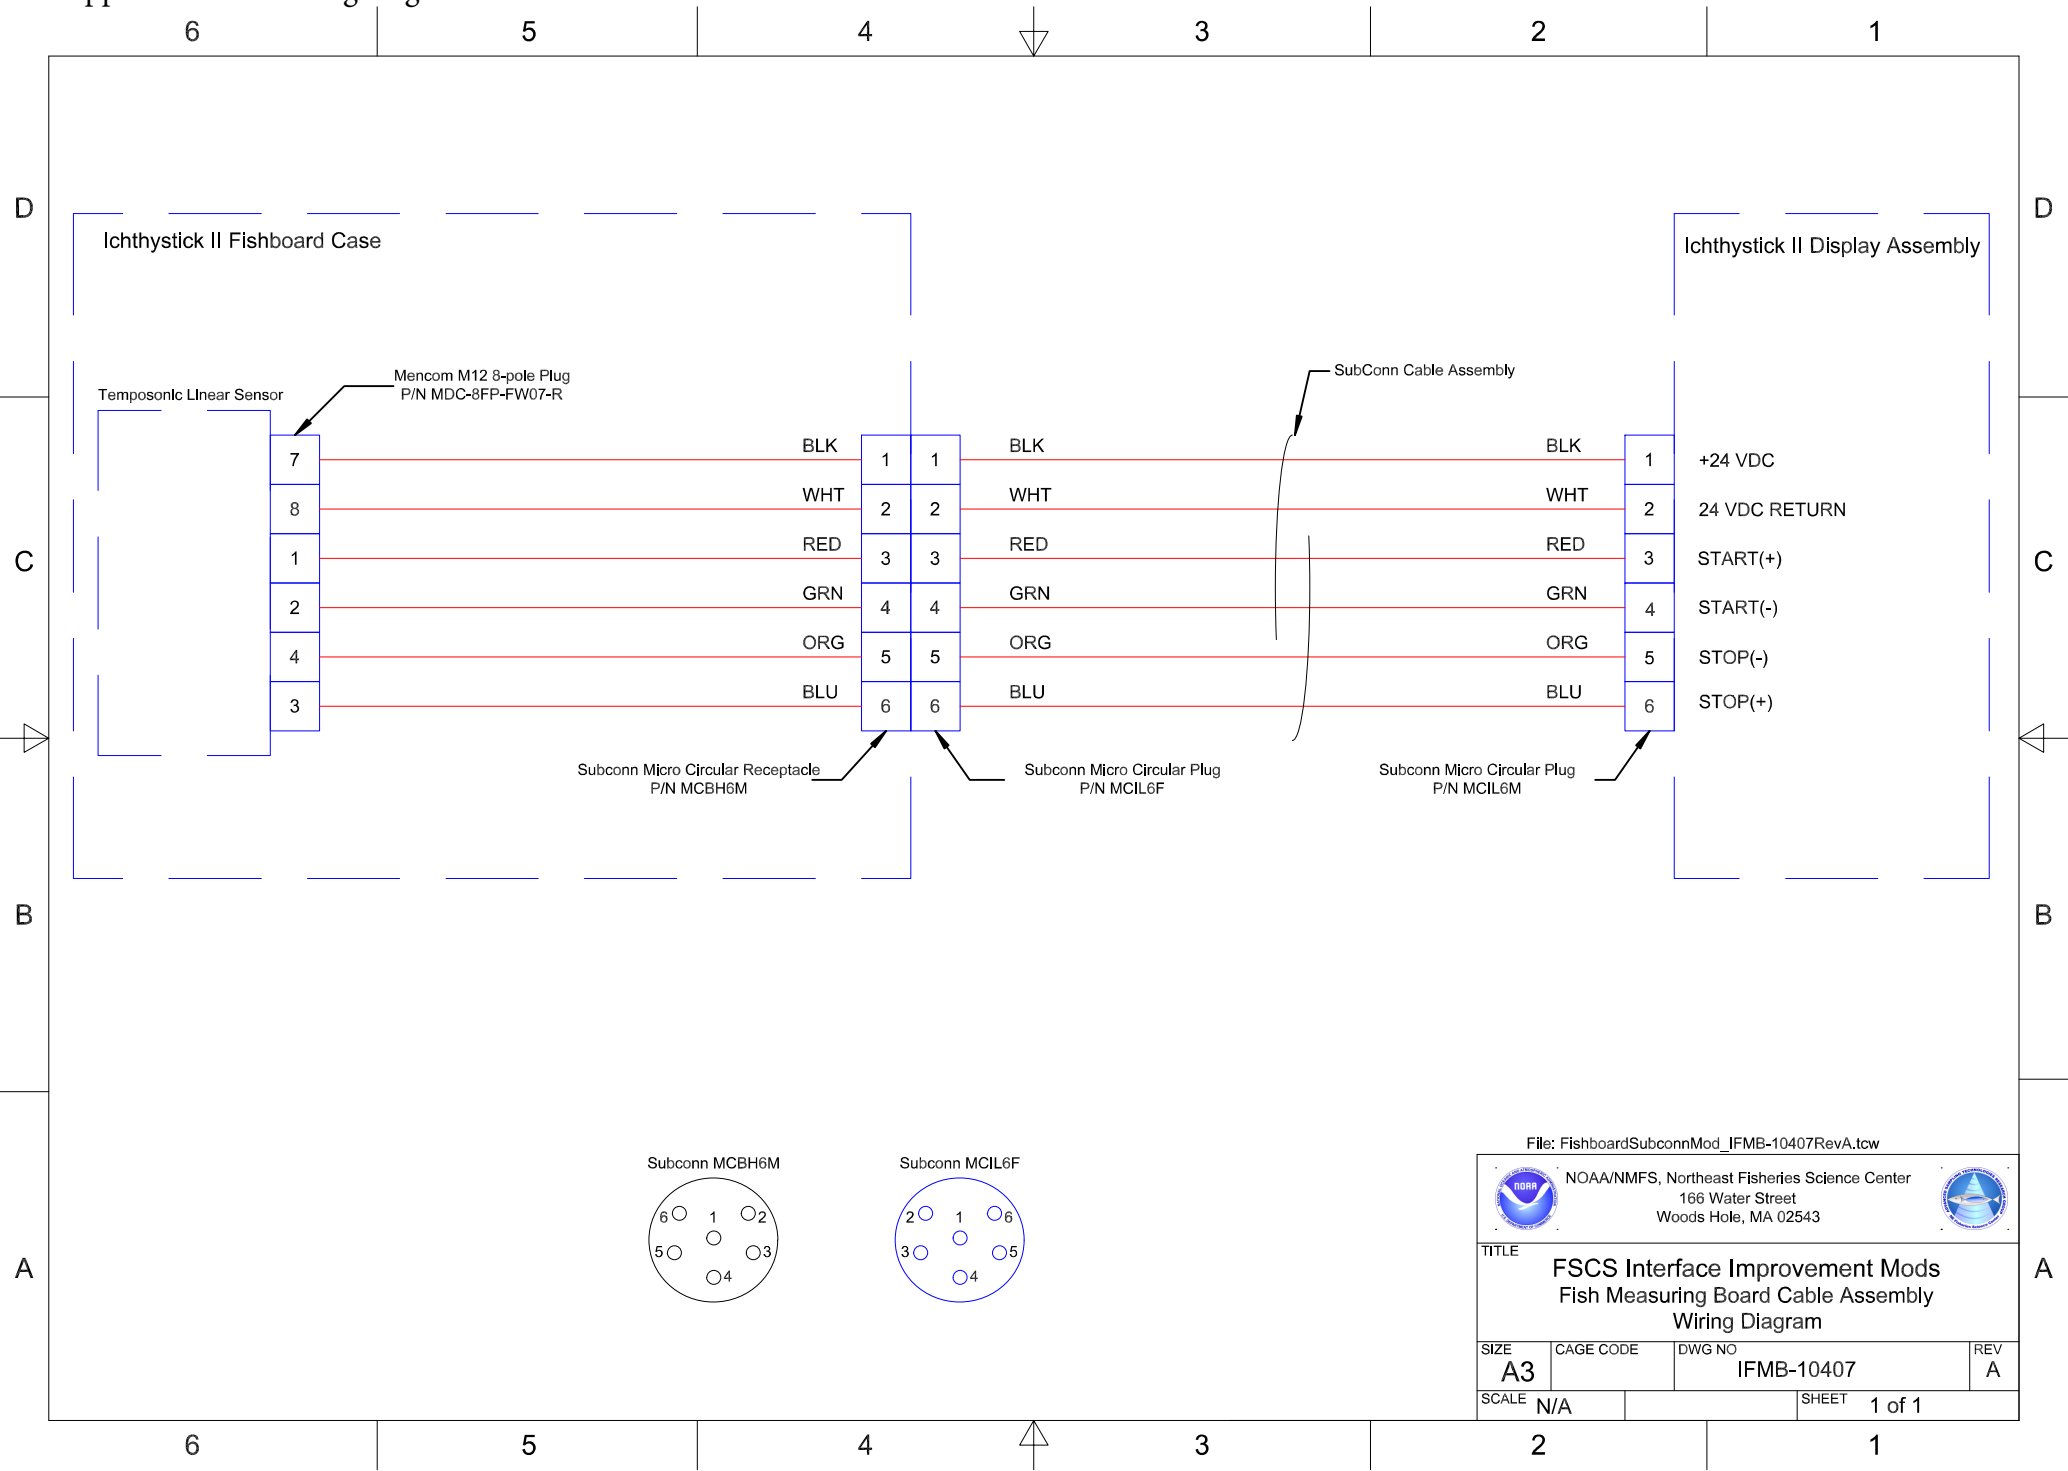 6 5 4 3 2 1
D D
Ichthystick II Fishboard Case
Ichthystick II Display Assembly
Mencom M12 8-pole Plug
P/N MDC-8FP-FW07-R
SubConn Cable Assembly
Temposonic Linear Sensor
7 BLK 1 1 BLK BLK 1 +24 VDC
8 WHT 2 2 WHT WHT 2 24 VDC RETURN
1 RED 3 3 RED RED 3 START(+)
C C
2 GRN 4 4 GRN GRN 4 START(-)
4 ORG 5 5 ORG ORG 5 STOP(-)
3 BLU 6 6 BLU BLU 6 STOP(+)
Subconn Micro Circular Receptacle
P/N MCBH6M
Subconn Micro Circular Plug
P/N MCIL6F
Subconn Micro Circular Plug
P/N MCIL6M
B B
Subconn MCBH6M
6 1 2
5 3
4
Subconn MCIL6F
2 1 6
3 5
4
A A
File: FishboardSubconnMod_IFMB-10407RevA.tcw
NOAA
NOAA/NMFS, Northeast Fisheries Science Center
166 Water Street
Woods Hole, MA 02543
TITLE
FSCS Interface Improvement Mods
Fish Measuring Board Cable Assembly
Wiring Diagram
SIZE
A3
CAGE CODE
DWG NO
IFMB-10407
REV
A
SCALE N/A
SHEET 1 of 1
6 5 4 3 2 1